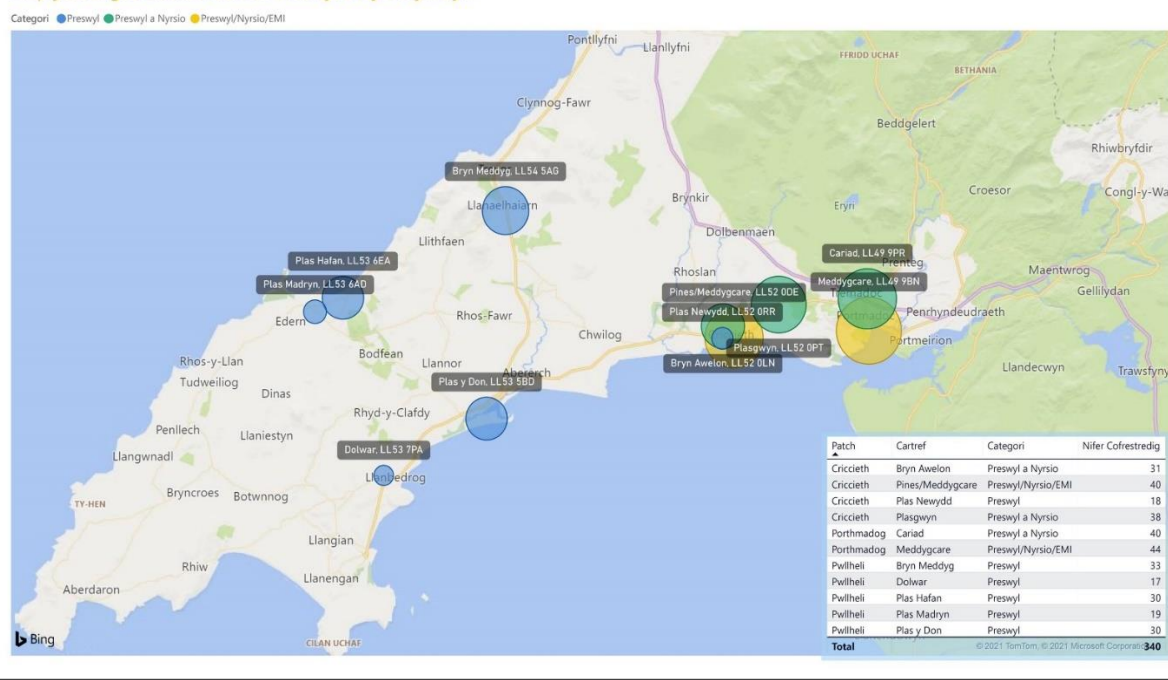 Categori Preswyl Preswyl a Nyrsio Preswyl/Nyrsio/EMI
Pontllyfni
Llanllyfni
FFRIDD UCHAF
BETHANIA
Clynnog-Fawr
Beddgelert
Rhiwbryfdir
Bryn Meddyg, LL54 5AG
Croesor
Congl-y-Wa
Llanaelhaiarn
Brynkir
Eryri
Dolbenmaen
Llithfaen
Cariad, LL49 9PR
Plas Hafan, LL53 6EA
Prenteg
Rhoslan
Maentwrog
Plas Madryn, LL53 6AD
Meddygcare, LL49 9BN
Tremadoc
Pines/Meddygcare, LL52 0DE
Gellilydan
Plas Newydd, LL52 0RR
Edern
Rhos-Fawr
Portmadoc
Penrhyndeudraeth
Chwilog
Portmeirion
Plasgwyn, LL52 0PT
Bodfean
Rhos-y-Llan
Llannor
Bryn Awelon, LL52 0LN
Llandecwyn
Trawsfyny
Abererch
Tudweiliog
Plas y Don, LL53 5BD
Dinas
Rhyd-y-Clafdy
Penllech
Llaniestyn
Dolwar, LL53 7PA
Llangwnadl
Llanbedrog
Bryncroes
Botwnnog
TY-HEN
Llangian
Rhiw
Llanengan
Aberdaron
Bing
CILAN UCHAF
Patch Cartref Categori Nifer Cofrestredig
Criccieth Bryn Awelon Preswyl a Nyrsio 31
Criccieth Pines/Meddygcare Preswyl/Nyrsio/EMI 40
Criccieth Plas Newydd Preswyl 18
Criccieth Plasgwyn Preswyl a Nyrsio 38
Porthmadog Cariad Preswyl a Nyrsio 40
Porthmadog Meddygcare Preswyl/Nyrsio/EMI 44
Pwllheli Bryn Meddyg Preswyl 33
Pwllheli Dolwar Preswyl 17
Pwllheli Plas Hafan Preswyl 30
Pwllheli Plas Madryn Preswyl 19
Pwllheli Plas y Don Preswyl 30
Total 340
© 2021 TomTom, © 2021 Microsoft Corporati